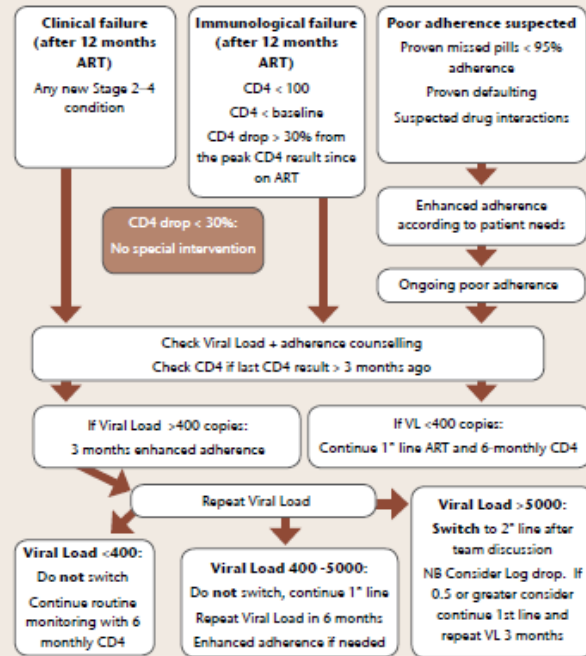 Clinical failure
(after 12 months
ART)
Any new Stage 2–4
condition
Immunological failure
(after 12 months
ART)
CD4 < 100
CD4 < baseline
CD4 drop > 30% from
the peak CD4 result since
on ART
Poor adherence suspected
Proven missed pills < 95%
adherence
Proven defaulting
Suspected drug interactions
CD4 drop < 30%:
No special intervention
Enhanced adherence
according to patient needs
Ongoing poor adherence
Check Viral Load + adherence counselling
Check CD4 if last CD4 result > 3 months ago
If Viral Load >400 copies:
3 months enhanced adherence
If VL <400 copies:
Continue 1° line ART and 6-monthly CD4
Repeat Viral Load
Viral Load <400:
Do not switch
Continue routine
monitoring with 6
monthly CD4
Viral Load 400 -5000:
Do not switch, continue 1° line
Repeat Viral Load in 6 months
Enhanced adherence if needed
Viral Load >5000:
Switch to 2° line after
team discussion
NB Consider Log drop. If
0.5 or greater consider
continue 1st line and
repeat VL 3 months